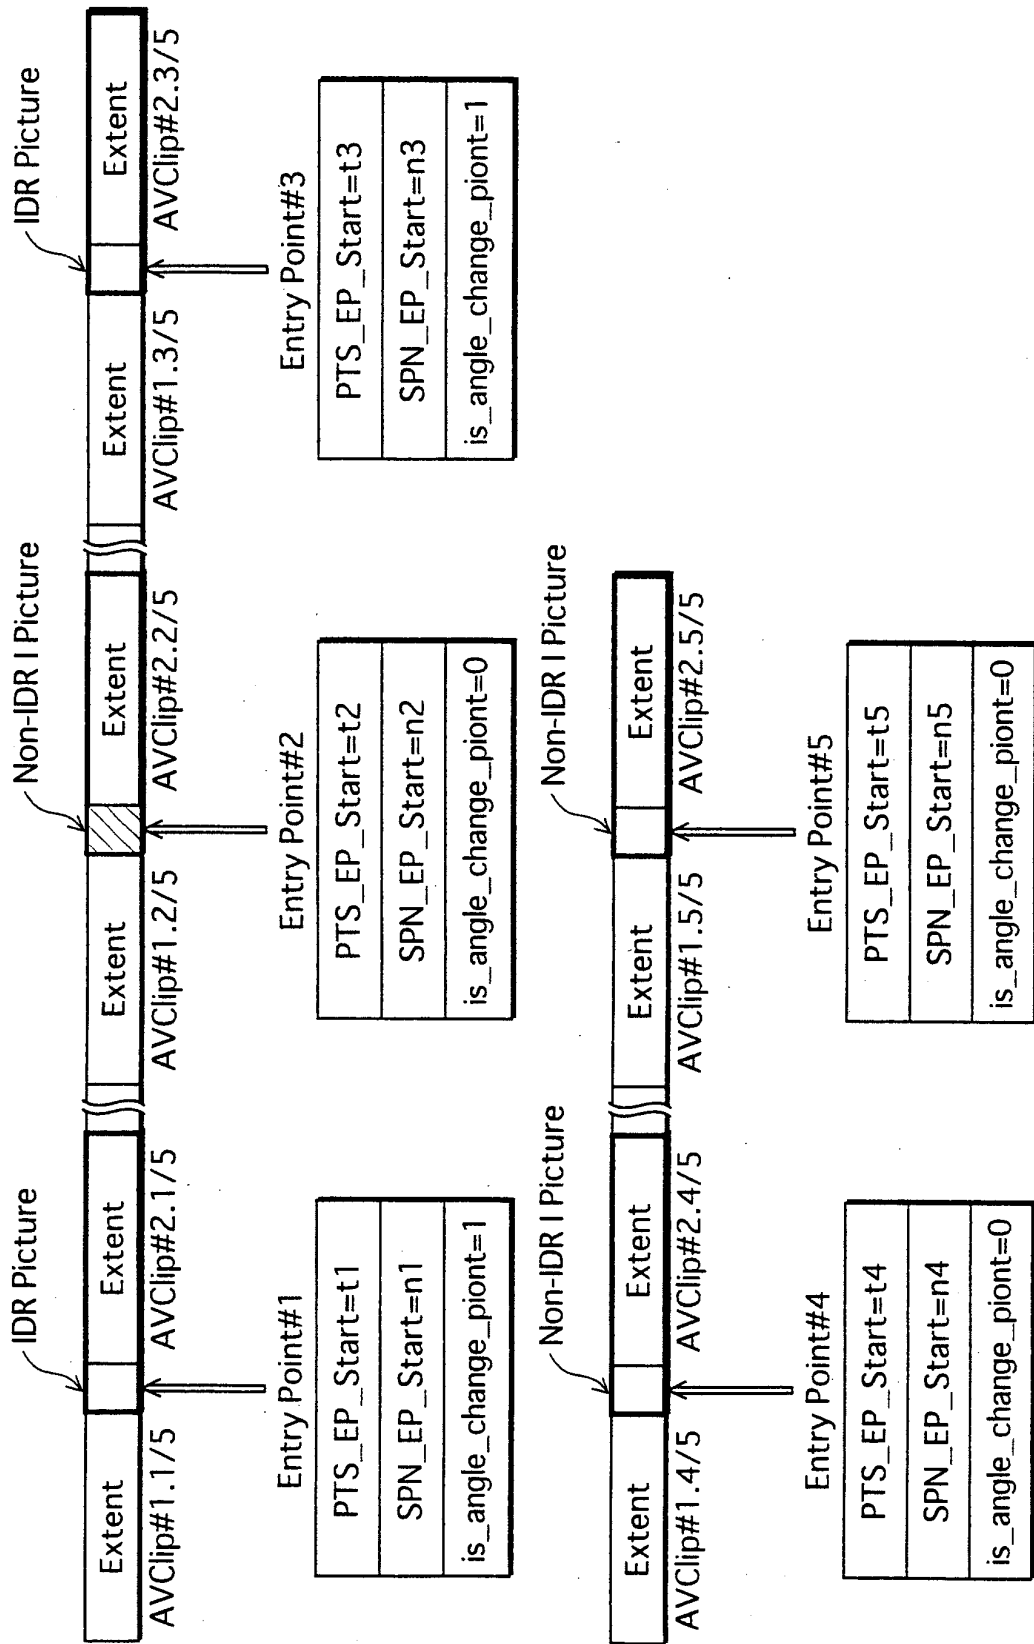 IDR Picture
Non-IDR I Picture
IDR Picture
Extent
Extent
Extent
Extent
Extent
Extent
AVClip#1.1/5
AVClip#2.1/5
AVClip#1.2/5
AVClip#2.2/5
AVClip#1.3/5
AVClip#2.3/5
Entry Point#1
PTS_EP_Start=t1
SPN_EP_Start=n1
is_angle_change_piont=1
Entry Point#2
PTS_EP_Start=t2
SPN_EP_Start=n2
is_angle_change_piont=0
Entry Point#3
PTS_EP_Start=t3
SPN_EP_Start=n3
is_angle_change_piont=1
Non-IDR I Picture
Non-IDR I Picture
Extent
Extent
Extent
Extent
AVClip#1.4/5
AVClip#2.4/5
AVClip#1.5/5
AVClip#2.5/5
Entry Point#4
PTS_EP_Start=t4
SPN_EP_Start=n4
is_angle_change_piont=0
Entry Point#5
PTS_EP_Start=t5
SPN_EP_Start=n5
is_angle_change_piont=0